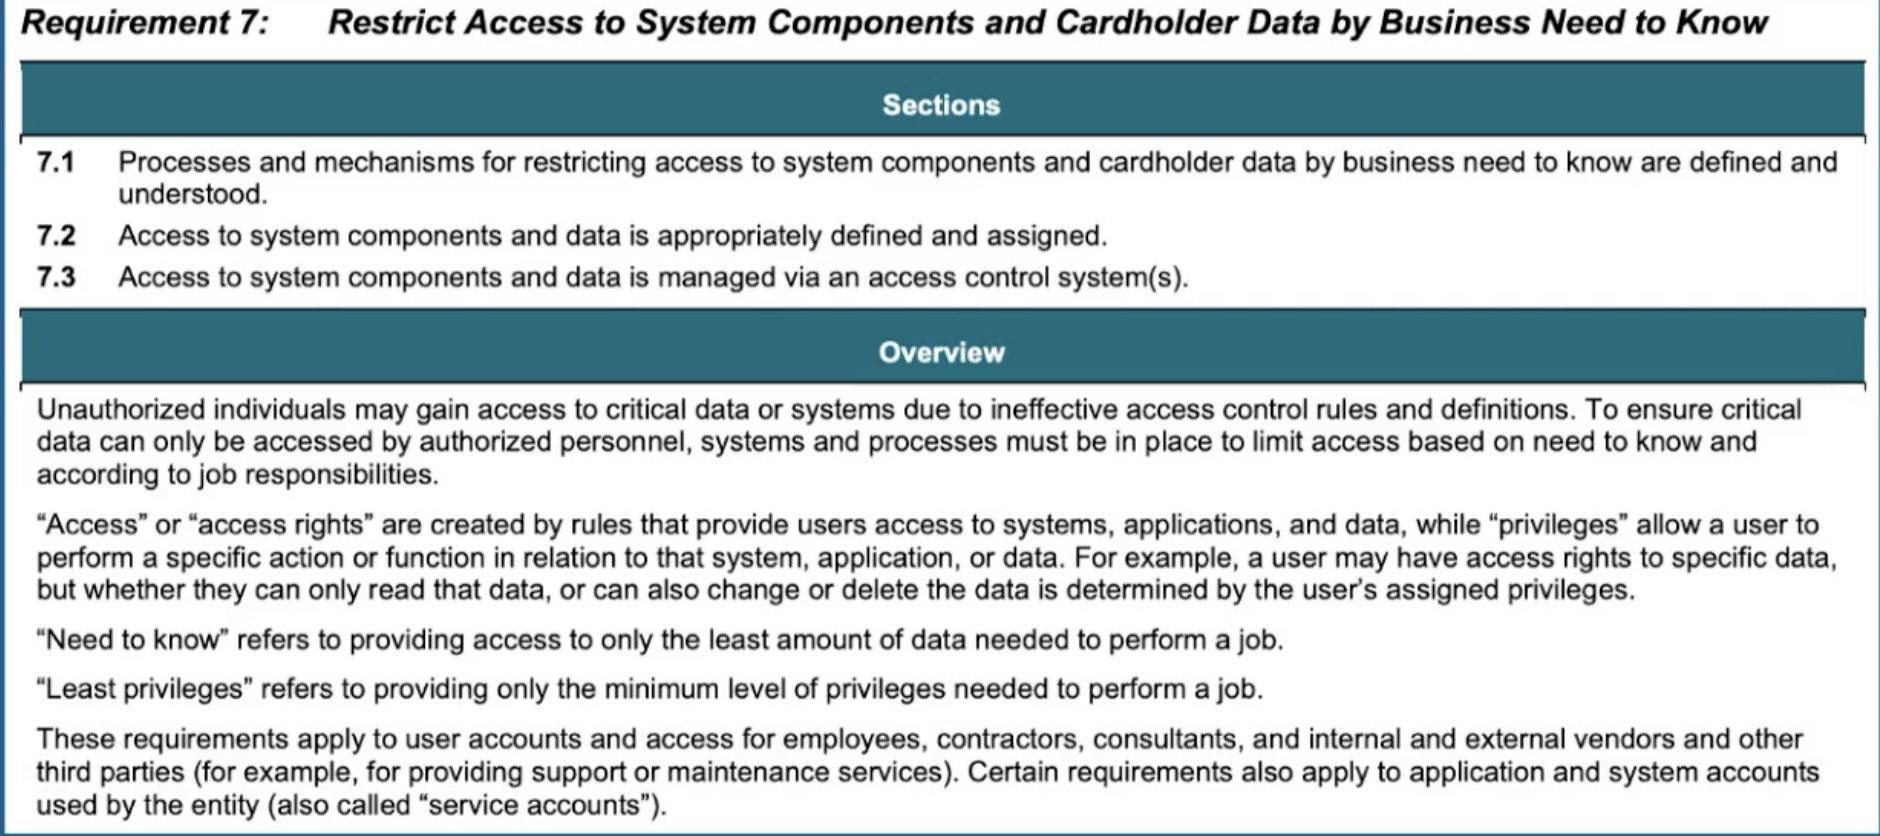 Requirement 7: Restrict Access to System Components and Cardholder Data by Business Need to Know
Sections
7.1 Processes and mechanisms for restricting access to system components and cardholder data by business need to know are defined and
understood.
7.2 Access to system components and data is appropriately defined and assigned.
7.3 Access to system components and data is managed via an access control system(s).
Overview
Unauthorized individuals may gain access to critical data or systems due to ineffective access control rules and definitions. To ensure critical
data can only be accessed by authorized personnel, systems and processes must be in place to limit access based on need to know and
according to job responsibilities.
“Access” or “access rights” are created by rules that provide users access to systems, applications, and data, while “privileges” allow a user to
perform a specific action or function in relation to that system, application, or data. For example, a user may have access rights to specific data,
but whether they can only read that data, or can also change or delete the data is determined by the user’s assigned privileges.
“Need to know” refers to providing access to only the least amount of data needed to perform a job.
“Least privileges” refers to providing only the minimum level of privileges needed to perform a job.
These requirements apply to user accounts and access for employees, contractors, consultants, and internal and external vendors and other
third parties (for example, for providing support or maintenance services). Certain requirements also apply to application and system accounts
used by the entity (also called “service accounts”).